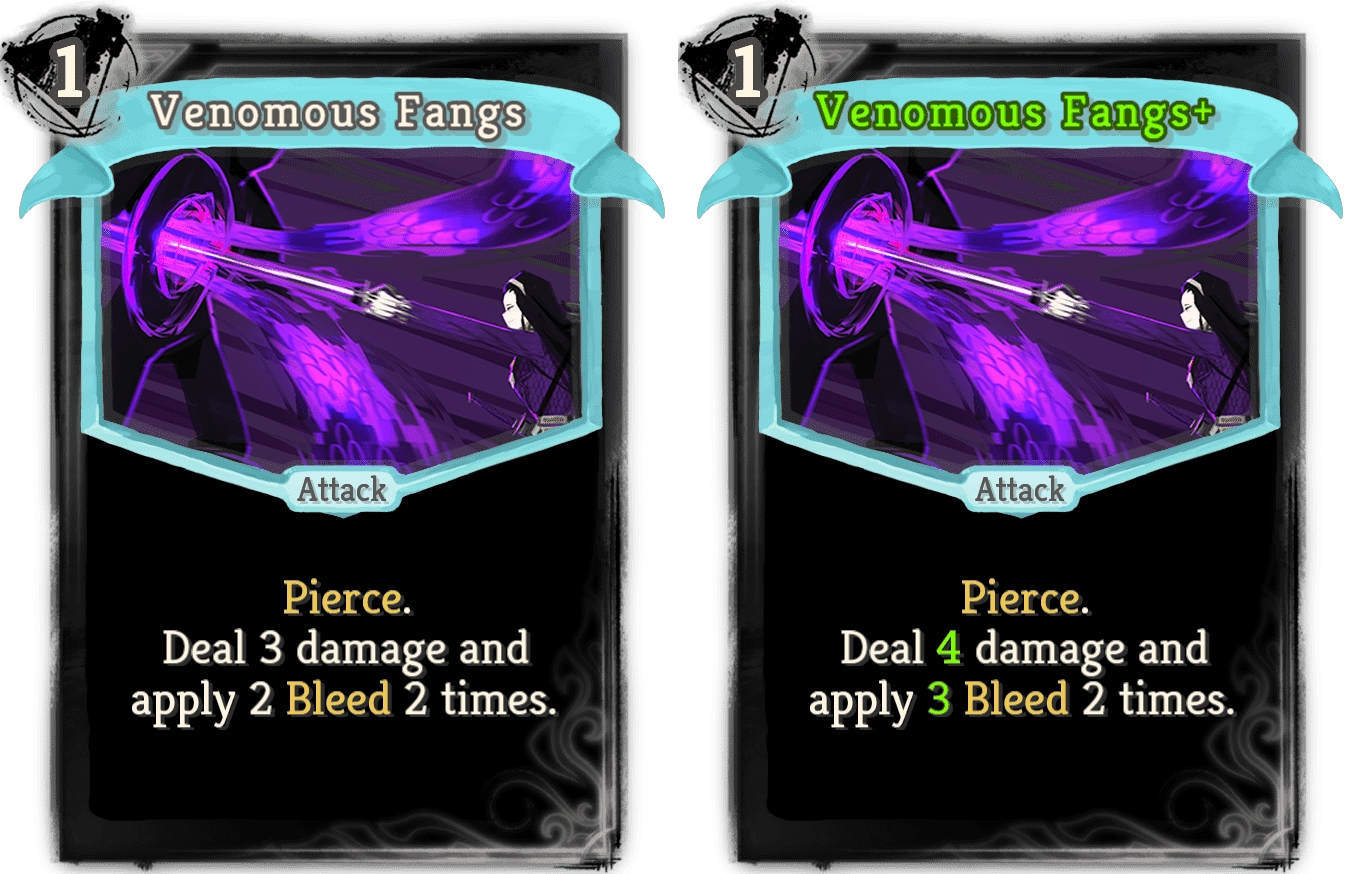 1
Venomous Fangs
Attack
Pierce.
Deal 3 damage and
apply 2 Bleed 2 times.
1
Venomous Fangs+
Attack
Pierce.
Deal 4 damage and
apply 3 Bleed 2 times.